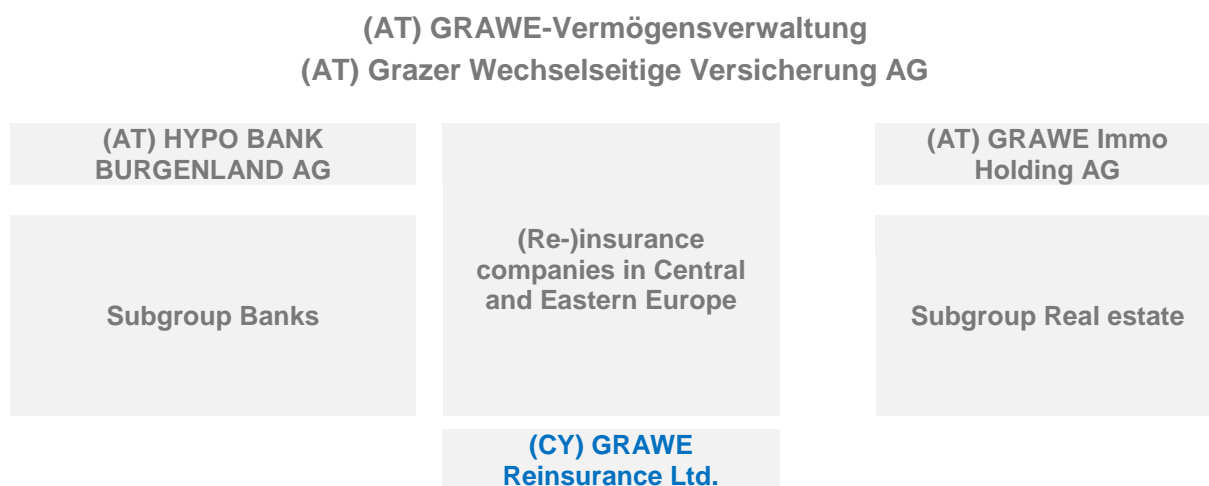 (AT) GRAWE-Vermögensverwaltung
(AT) Grazer Wechselseitige Versicherung AG
(AT) HYPO BANK
BURGENLAND AG
(AT) GRAWE Immo
Holding AG
(Re-)insurance
companies in Central
and Eastern Europe
Subgroup Banks
Subgroup Real estate
(CY) GRAWE
Reinsurance Ltd.